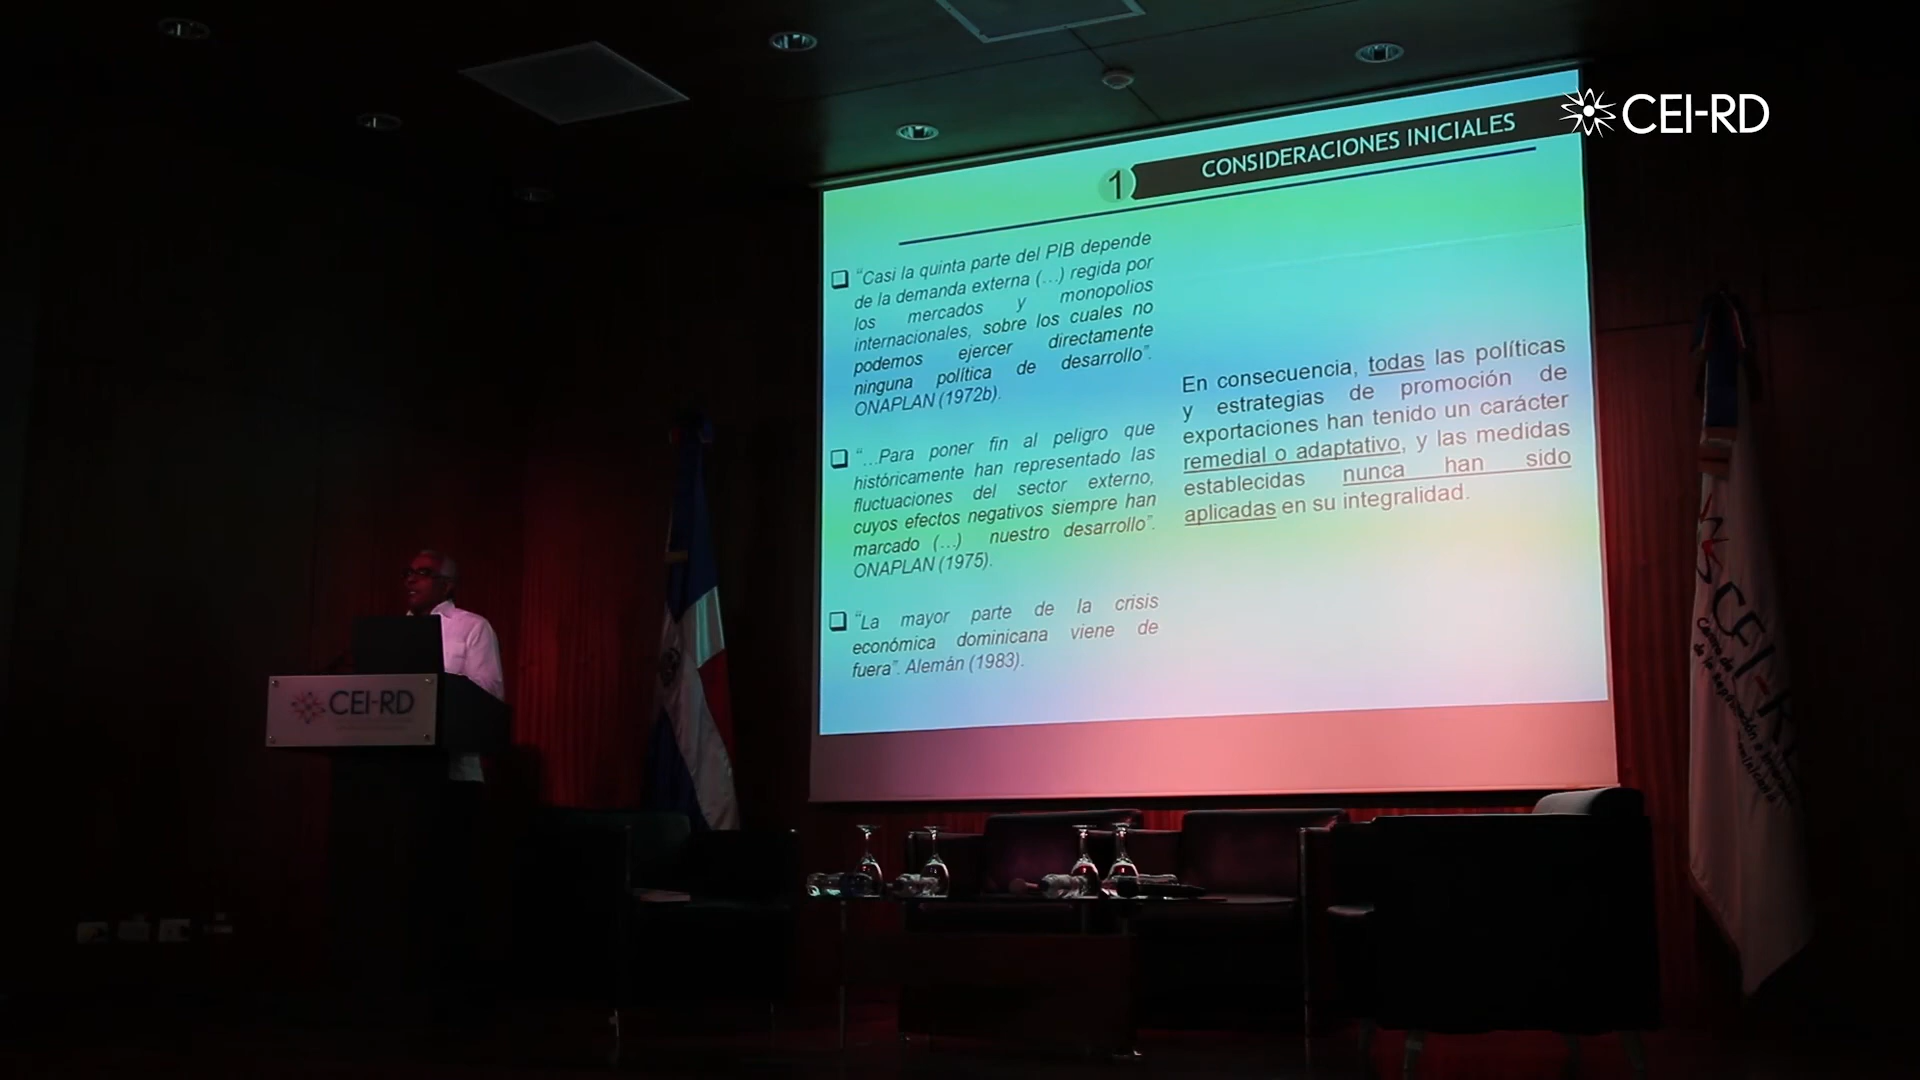 CEI-RD
1
CONSIDERACIONES INICIALES
❑ “Casi la quinta parte del PIB depende
de la demanda externa (…) regida por
los mercados y monopolios
internacionales, sobre los cuales no
podemos ejercer directamente
ninguna política de desarrollo”.
ONAPLAN (1972b).
❑ “…Para poner fin al peligro que
históricamente han representado las
fluctuaciones del sector externo,
cuyos efectos negativos siempre han
marcado (…) nuestro desarrollo”.
ONAPLAN (1975).
❑ “La mayor parte de la crisis
económica dominicana viene de
fuera”. Alemán (1983).
En consecuencia, todas las políticas
y estrategias de promoción de
exportaciones han tenido un carácter
remedial o adaptativo, y las medidas
establecidas nunca han sido
aplicadas en su integralidad.
CEI-RD
CEI-R